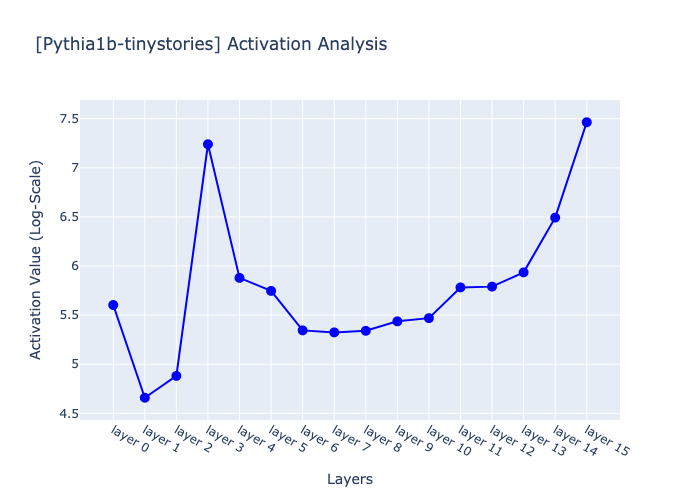 [Pythia1b-tinystories] Activation Analysis
Activation Value (Log-Scale)
7.5
7
6.5
6
5.5
5
4.5
layer 0
layer 1
layer 2
layer 3
layer 4
layer 5
layer 6
layer 7
layer 8
layer 9
layer 10
layer 11
layer 12
layer 13
layer 14
layer 15
Layers